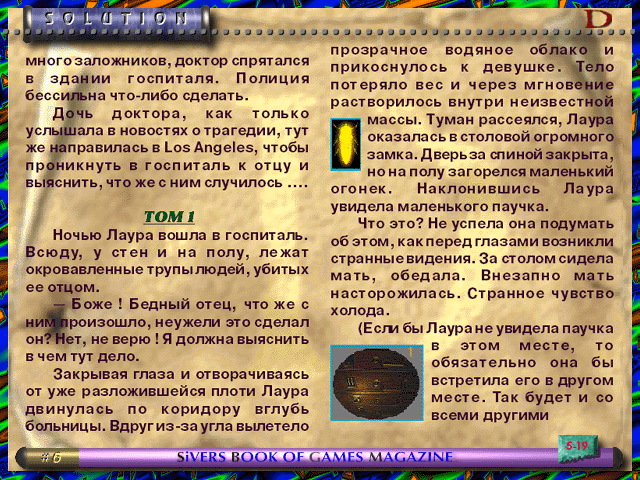 SOLUTION
D
много заложников, доктор спрятался
в здании госпиталя. Полиция
бессильна что-либо сделать.
Дочь доктора, как только
услышала в новостях о трагедии, тут
же направилась в Los Angeles, чтобы
проникнуть в госпиталь к отцу и
выяснить, что же с ним случилось ....
ТОМ 1
Ночью Лаура вошла в госпиталь.
Всюду, у стен и на полу, лежат
окровавленные трупы людей, убитых
ее отцом.
— Боже ! Бедный отец, что же с
ним произошло, неужели это сделал
он? Нет, не верю ! Я должна выяснить
в чем тут дело.
Закрывая глаза и отворачиваясь
от уже разложившейся плоти Лаура
двинулась по коридору вглубь
больницы. Вдруг из-за угла вылетело
прозрачное водяное облако и
прикоснулось к девушке. Тело
потеряло вес и через мгновение
растворилось внутри неизвестной
массы. Туман рассеялся, Лаура
оказалась в столовой огромного
замка. Дверь за спиной закрыта,
но на полу загорелся маленький
огонек. Наклонившись Лаура
увидела маленького паучка.
Что это? Не успела она подумать
об этом, как перед глазами возникли
странные видения. За столом сидела
мать, обедала. Внезапно мать
насторожилась. Странное чувство
холода.
(Если бы Лаура не увидела паучка
в этом месте, то
обязательно она бы
встретила его в другом
месте. Так будет и со
всеми другими
#6
SiVERS BOOK OF GAMES MAGAZINE
5-19